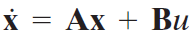 ẋ = Ax + Bu